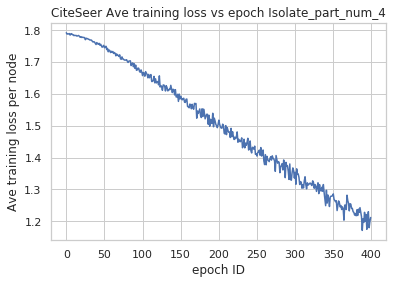 CiteSeer Ave training loss vs epoch Isolate_part_num_4
Ave training loss per node
1.8
1.7
1.6
1.5
1.4
1.3
1.2
0 50 100 150 200 250 300 350 400
epoch ID